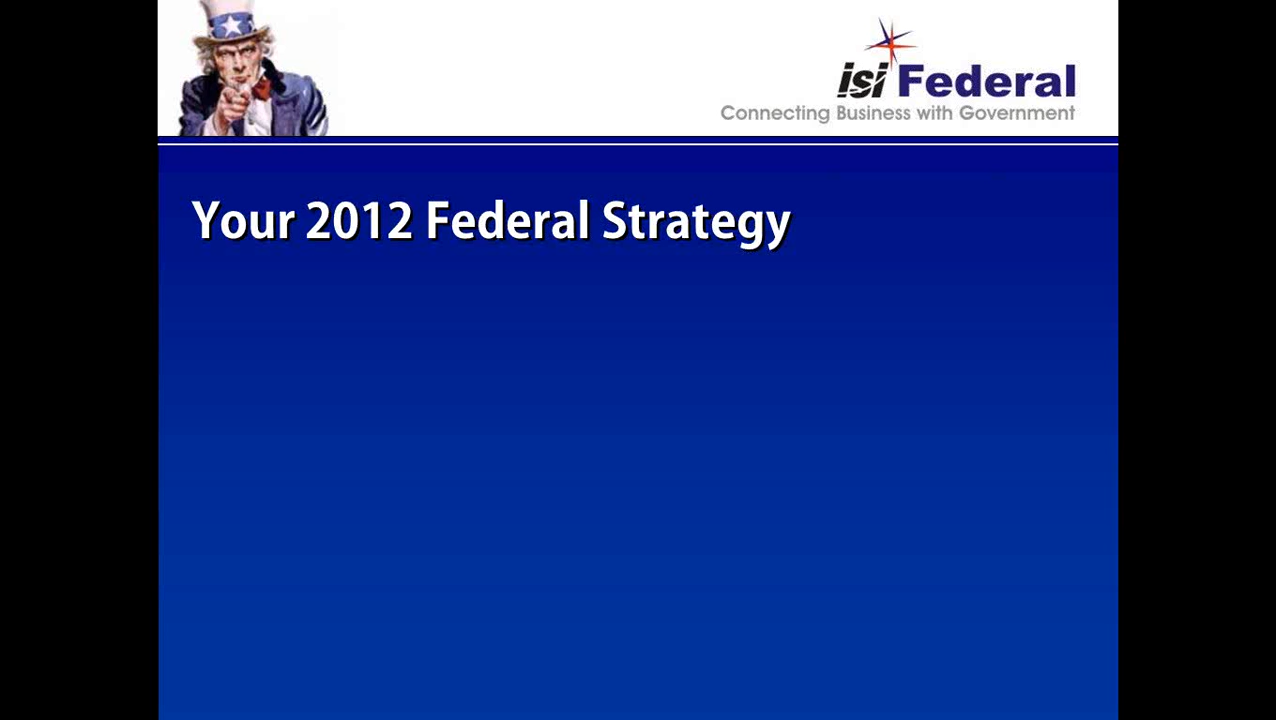 isi Federal
Connecting Business with Government
Your 2012 Federal Strategy